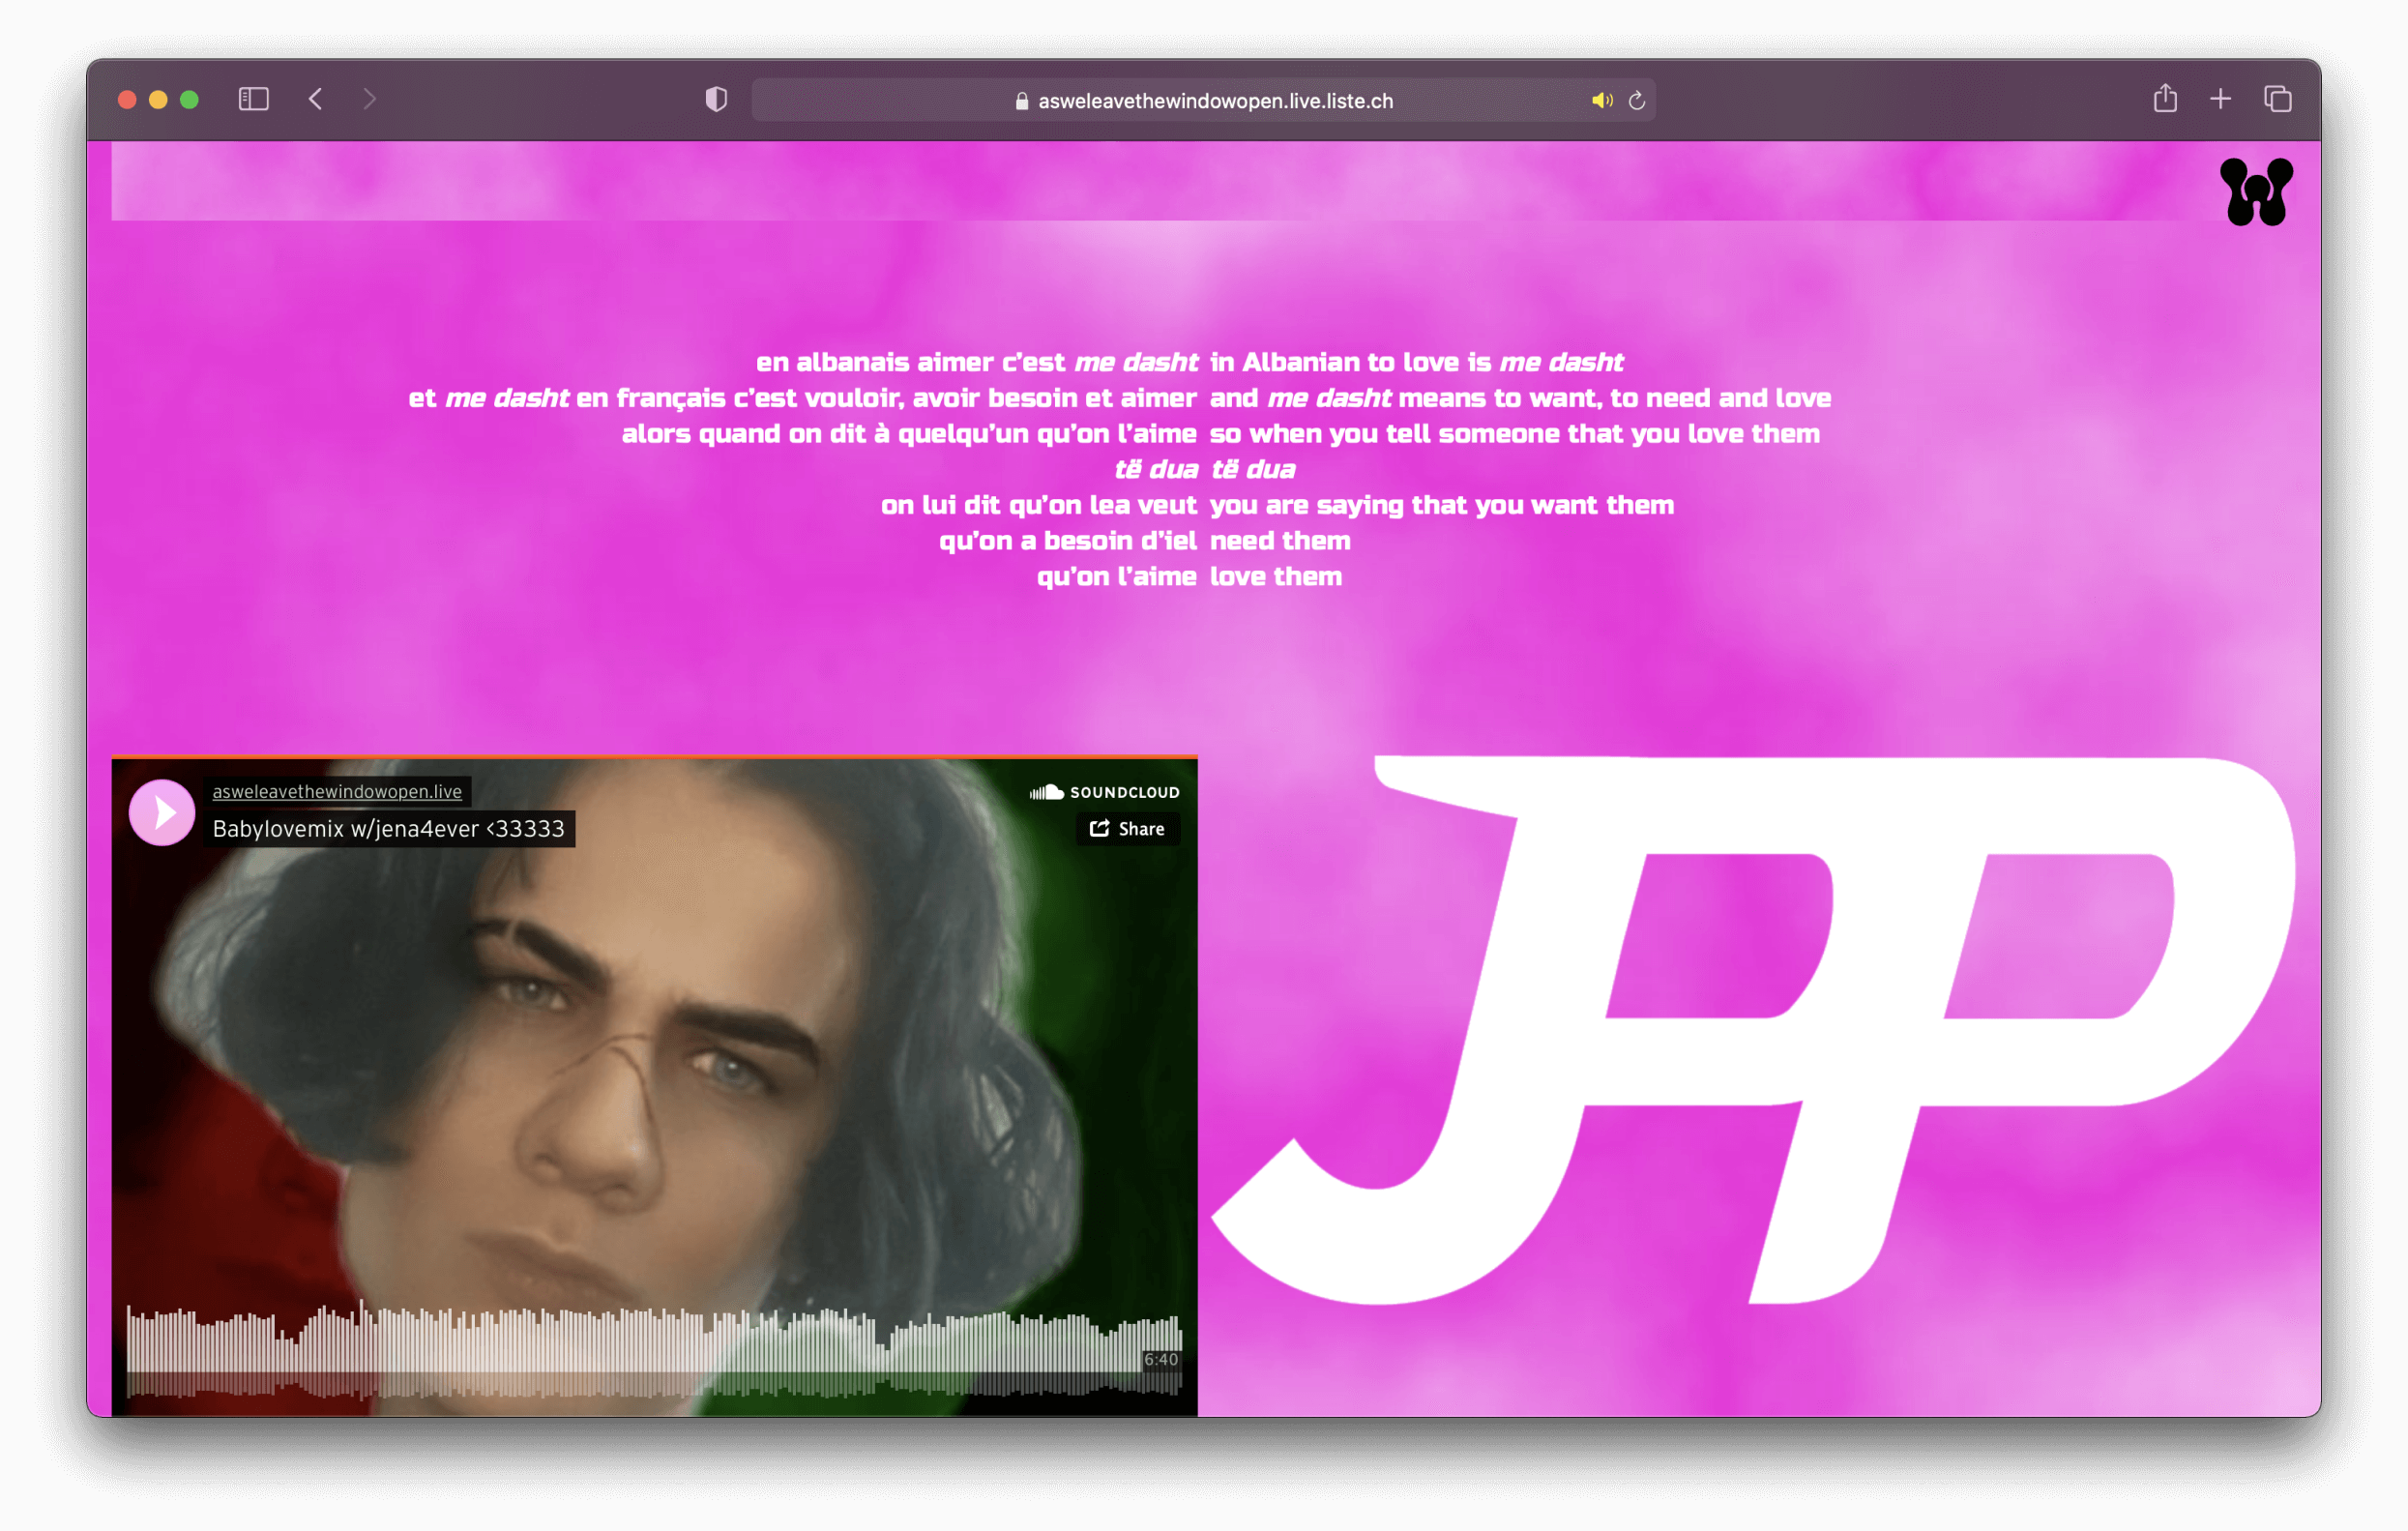 asweleavethewindowopen.live.liste.ch
en albanais aimer c’est me dasht
et me dasht en français c’est vouloir, avoir besoin et aimer
alors quand on dit à quelqu’un qu’on l’aime
të dua
on lui dit qu’on lea veut
qu’on a besoin d’iel
qu’on l’aime
in Albanian to love is me dasht
and me dasht means to want, to need and love
so when you tell someone that you love them
të dua
you are saying that you want them
need them
love them
asweleavethewindowopen.live
Babylovemix w/jena4ever <33333
SOUNDCLOUD
Share
6:40
JPP